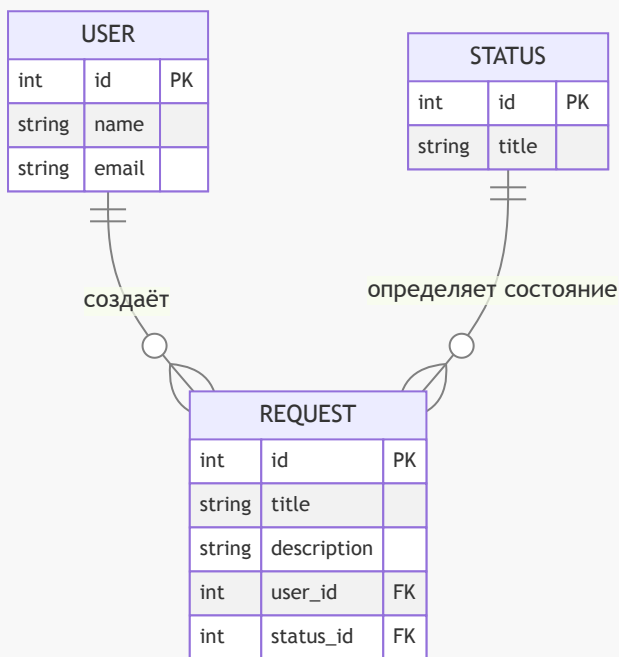 USER
int id PK
string name
string email
STATUS
int id PK
string title
создаёт
определяет состояние
REQUEST
int id PK
string title
string description
int user_id FK
int status_id FK